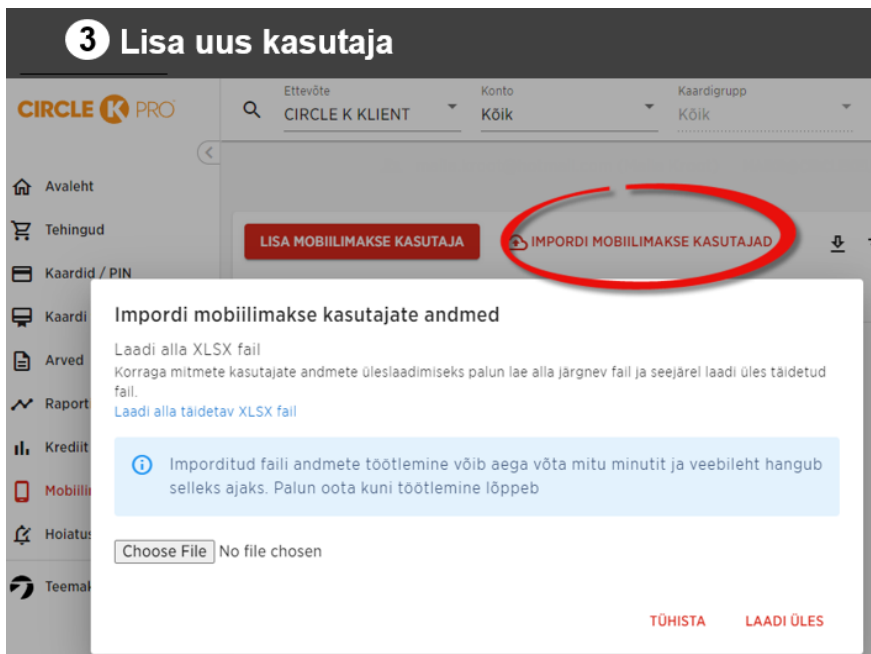 3 Lisa uus kasutaja
Ettevõte Konto Kaardigrupp
CIRCLE K PRO CIRCLE K KLIENT Kõik Kõik
Avaleht
Tehingud
LISA MOBIILIMAKSE KASUTAJA IMPORDI MOBIILIMAKSE KASUTAJAD
Kaardid / PIN
Kaardi
Impordi mobiilimakse kasutajate andmed
Laadi alla XLSX fail
Arved
Korraga mitmete kasutajate andmete üleslaadimiseks palun lae alla järgnev fail ja seejärel laadi üles täidetud
fail.
Raport
Laadi alla täidetav XLSX fail
Krediit
Imporditud faili andmete töötlemine võib aega võta mitu minutit ja veebileht hangub
selleks ajaks. Palun oota kuni töötlemine lõppeb
Mobiili
Hoiatus
Choose File No file chosen
Teemak
TÜHISTA LAADI ÜLES